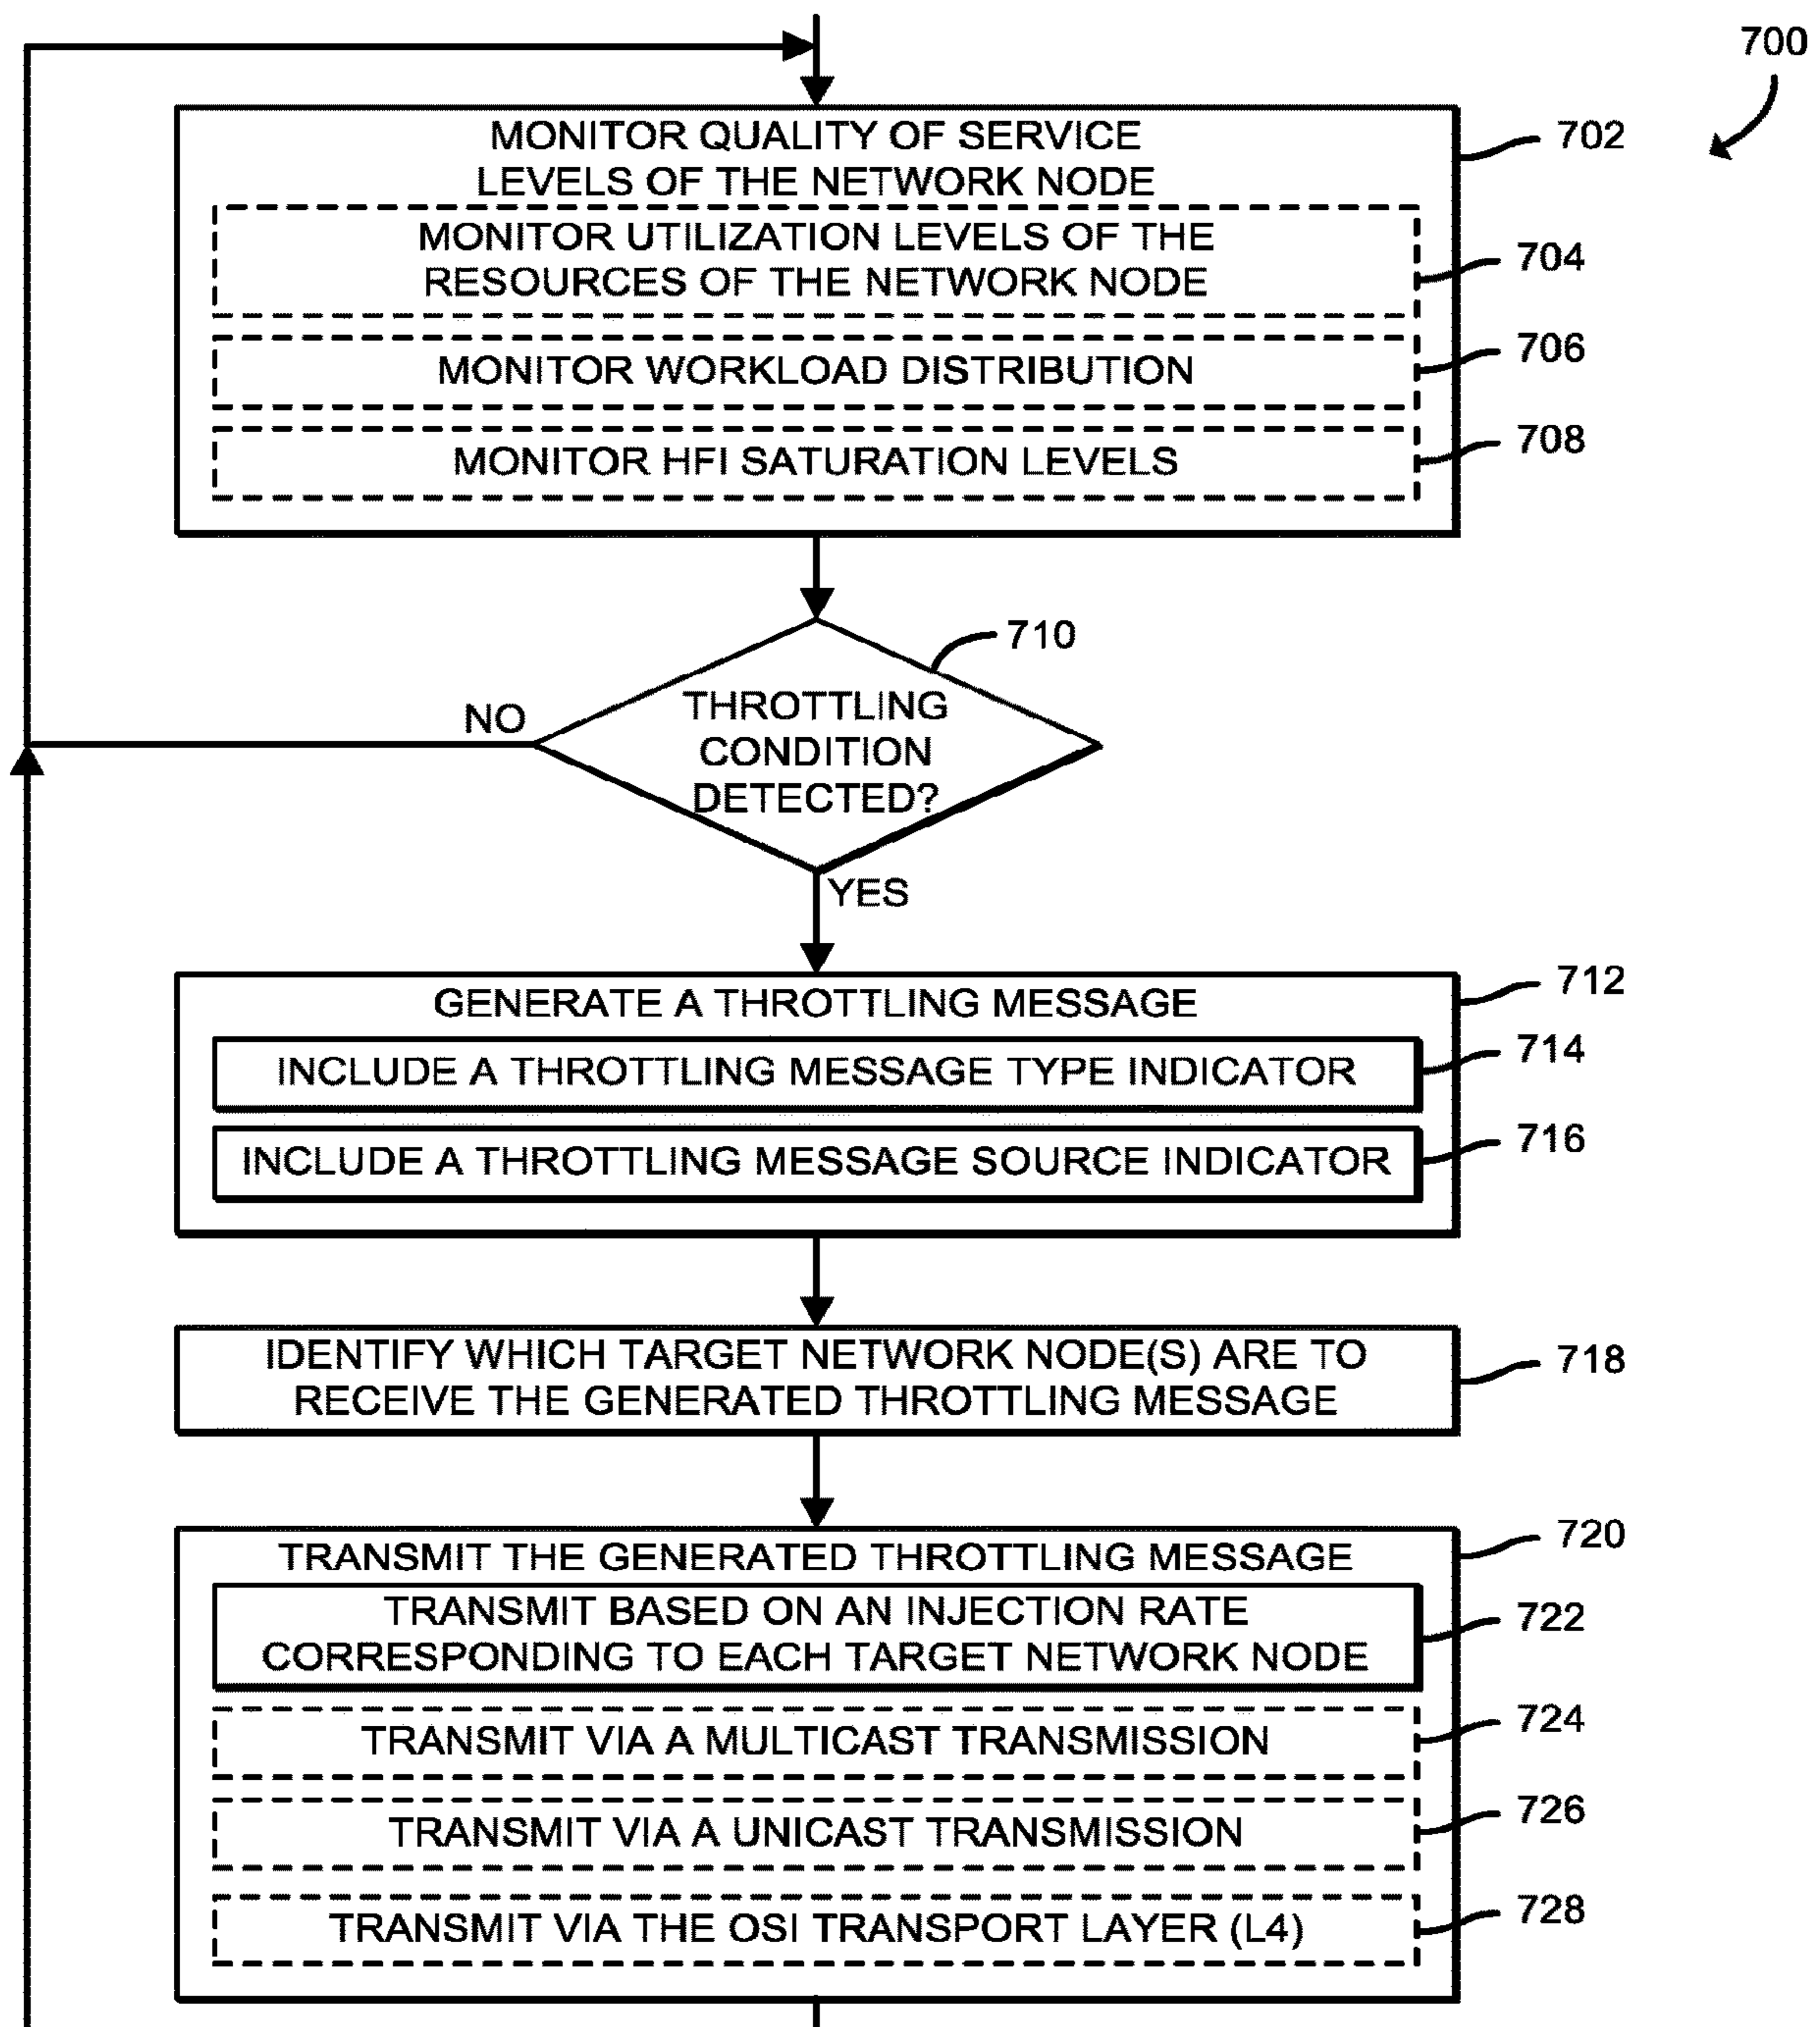 700
MONITOR QUALITY OF SERVICE
LEVELS OF THE NETWORK NODE
702
MONITOR UTILIZATION LEVELS OF THE
RESOURCES OF THE NETWORK NODE
704
MONITOR WORKLOAD DISTRIBUTION
706
MONITOR HFI SATURATION LEVELS
708
710
THROTTLING
CONDITION
DETECTED?
NO
YES
GENERATE A THROTTLING MESSAGE
712
INCLUDE A THROTTLING MESSAGE TYPE INDICATOR
714
INCLUDE A THROTTLING MESSAGE SOURCE INDICATOR
716
IDENTIFY WHICH TARGET NETWORK NODE(S) ARE TO
RECEIVE THE GENERATED THROTTLING MESSAGE
718
TRANSMIT THE GENERATED THROTTLING MESSAGE
720
TRANSMIT BASED ON AN INJECTION RATE
CORRESPONDING TO EACH TARGET NETWORK NODE
722
TRANSMIT VIA A MULTICAST TRANSMISSION
724
TRANSMIT VIA A UNICAST TRANSMISSION
726
TRANSMIT VIA THE OSI TRANSPORT LAYER (L4)
728